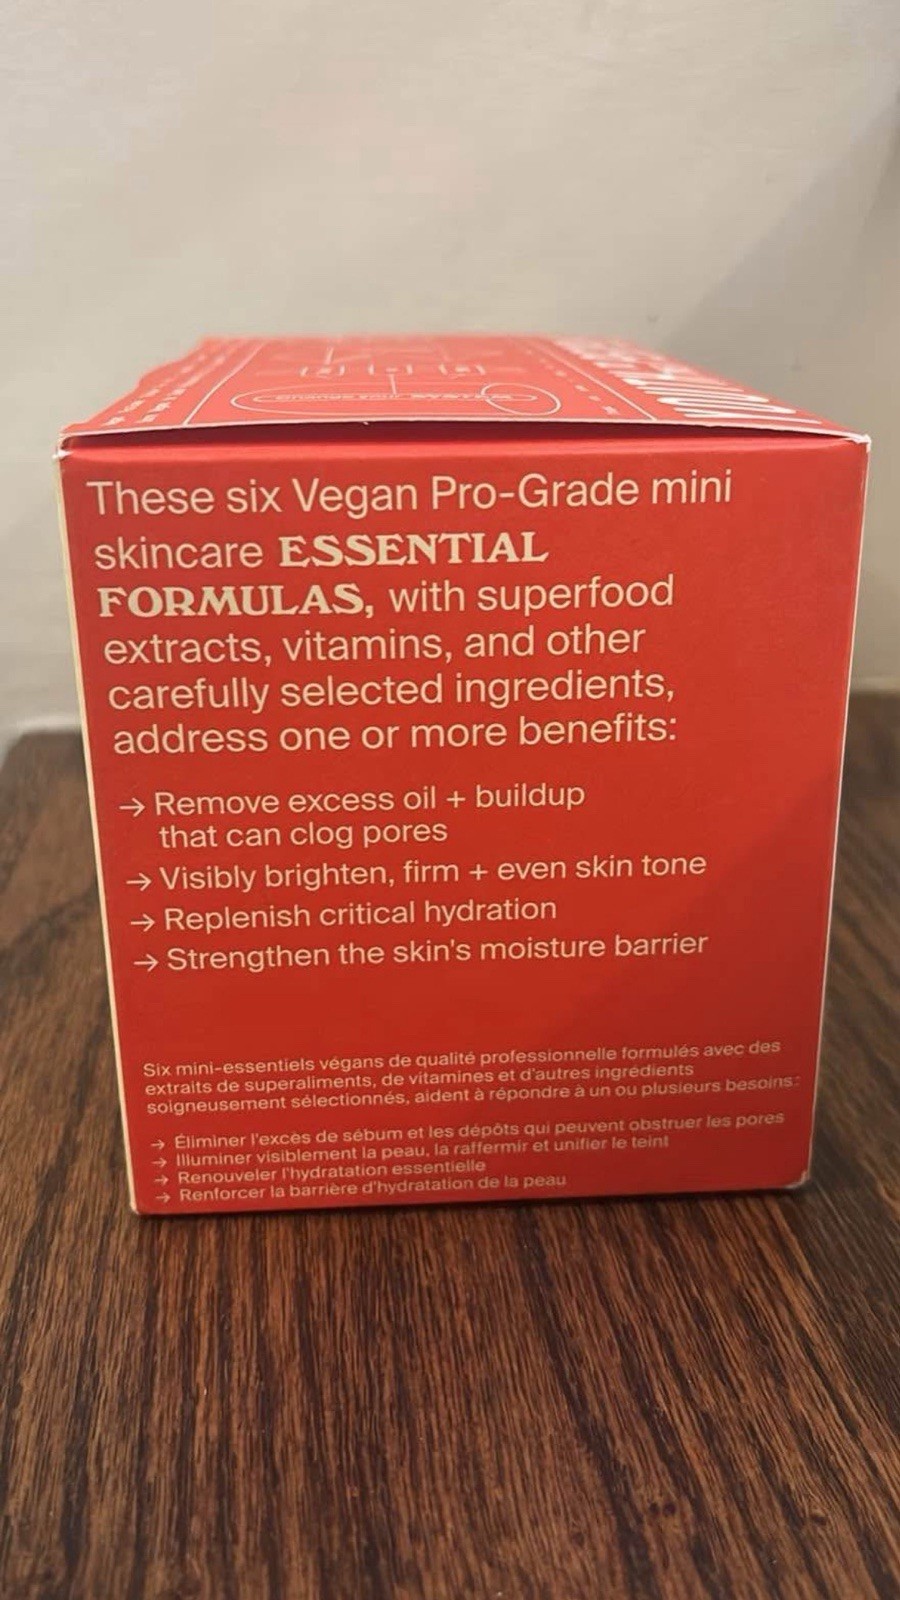 These six Vegan Pro-Grade mini
skincare ESSENTIAL
FORMULAS, with superfood
extracts, vitamins, and other
carefully selected ingredients,
address one or more benefits:
→ Remove excess oil + buildup
that can clog pores
→ Visibly brighten, firm + even skin tone
→ Replenish critical hydration
→ Strengthen the skin's moisture barrier
Six mini-essentiels végans de qualité professionnelle formulés avec des
extraits de superaliments, de vitamines et d'autres ingrédients
soigneusement sélectionnés, aident à répondre à un ou plusieurs besoins:
→ Éliminer l'excès de sébum et les dépôts qui peuvent obstruer les pores
→ Illuminer visiblement la peau, la raffermir et unifier le teint
→ Renouveler l'hydratation essentielle
→ Renforcer la barrière d'hydratation de la peau